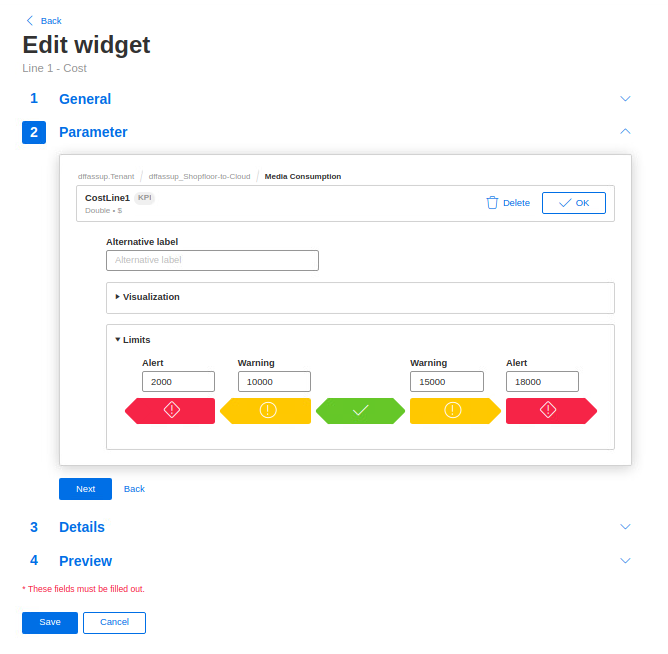 Back
Edit widget
Line 1 - Cost
1 General
2 Parameter
dffassup.Tenant / dffassup_Shopfloor-to-Cloud / Media Consumption
CostLine1 KPI
Double • $
Delete
OK
Alternative label
Alternative label
Visualization
Limits
Alert Warning Warning Alert
2000 10000 15000 18000
Next Back
3 Details
4 Preview
* These fields must be filled out.
Save Cancel